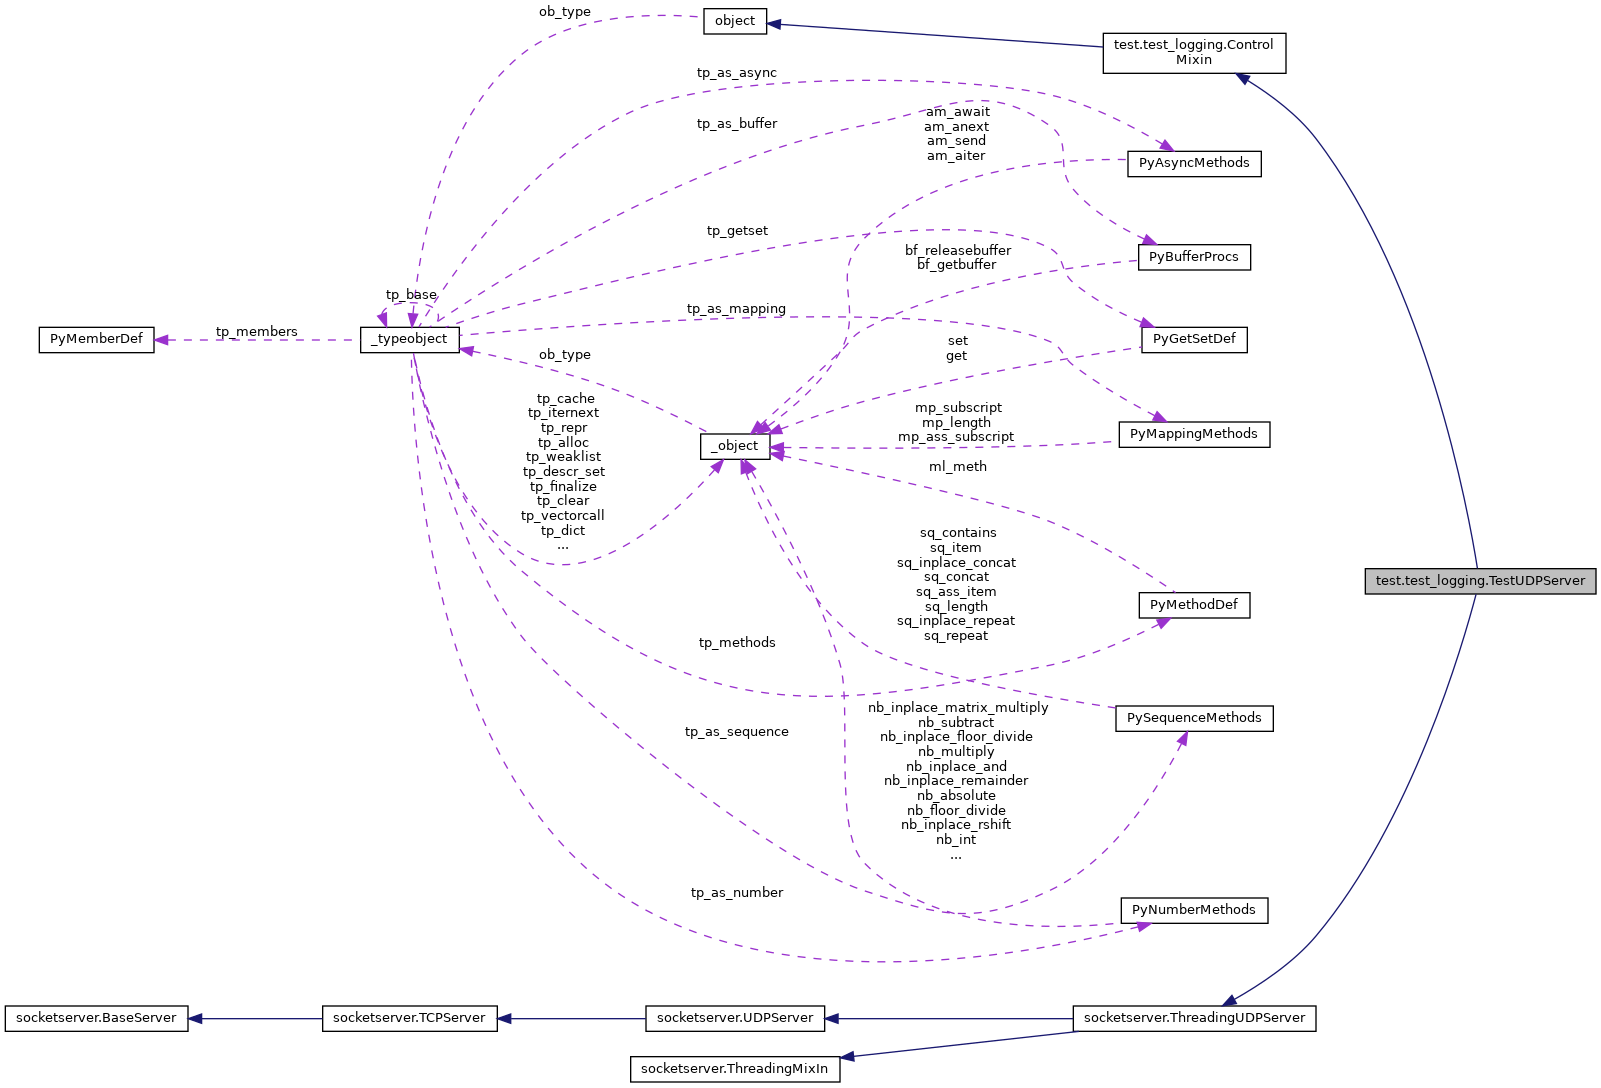 ob_type
object
test.test_logging.Control
Mixin
tp_as_async
tp_as_buffer
am_await
am_anext
am_send
am_aiter
PyAsyncMethods
tp_getset
bf_releasebuffer
bf_getbuffer
PyBufferProcs
tp_base
tp_as_mapping
PyMemberDef
tp_members
_typeobject
ob_type
set
get
PyGetSetDef
tp_cache
tp_iternext
tp_repr
tp_alloc
tp_weaklist
tp_descr_set
tp_finalize
tp_clear
tp_vectorcall
tp_dict
...
_object
mp_subscript
mp_length
mp_ass_subscript
PyMappingMethods
ml_meth
sq_contains
sq_item
sq_inplace_concat
sq_concat
sq_ass_item
sq_length
sq_inplace_repeat
sq_repeat
test.test_logging.TestUDPServer
PyMethodDef
tp_methods
PySequenceMethods
tp_as_sequence
nb_inplace_matrix_multiply
nb_subtract
nb_inplace_floor_divide
nb_multiply
nb_inplace_and
nb_inplace_remainder
nb_absolute
nb_floor_divide
nb_inplace_rshift
nb_int
...
tp_as_number
PyNumberMethods
socketserver.BaseServer
socketserver.TCPServer
socketserver.UDPServer
socketserver.ThreadingUDPServer
socketserver.ThreadingMixIn